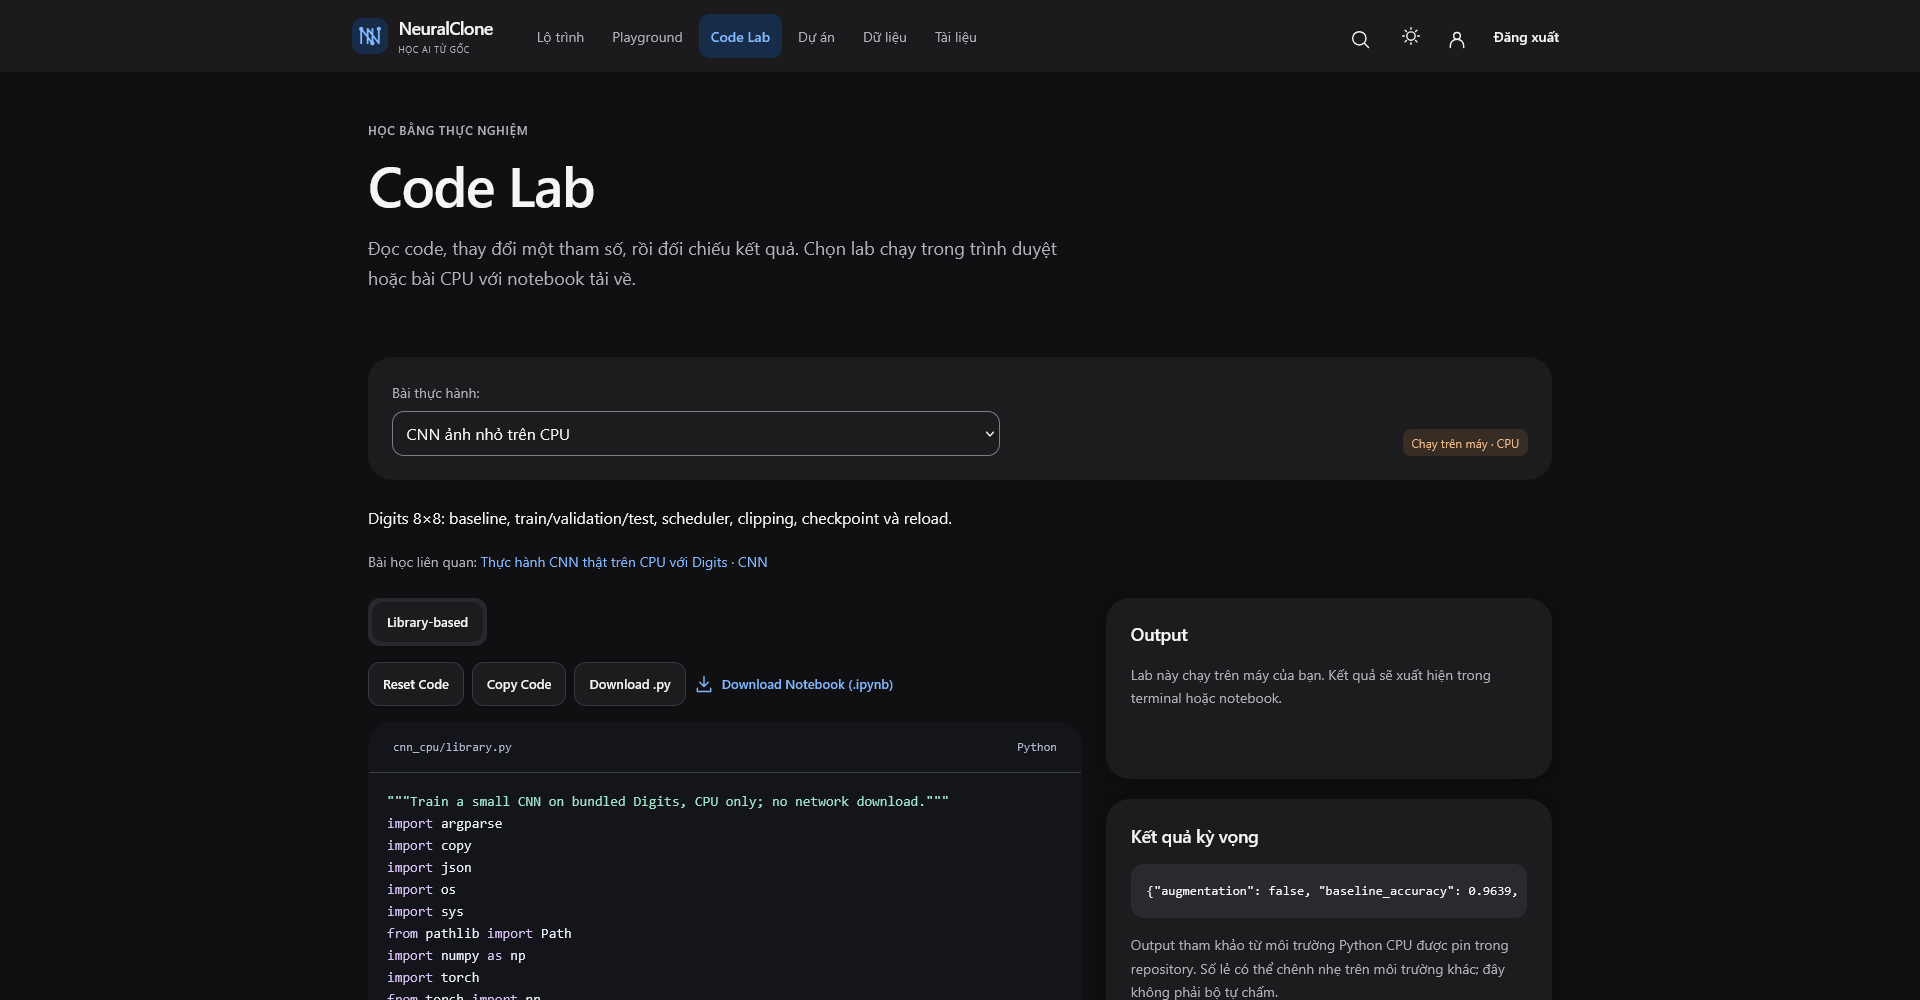 NeuralClone
HỌC AI TỪ GỐC
Lộ trình
Playground
Code Lab
Dự án
Dữ liệu
Tài liệu
Đăng xuất
HỌC BẰNG THỰC NGHIỆM
Code Lab
Đọc code, thay đổi một tham số, rồi đối chiếu kết quả. Chọn lab chạy trong trình duyệt
hoặc bài CPU với notebook tải về.
Bài thực hành:
CNN ảnh nhỏ trên CPU
Chạy trên máy · CPU
Digits 8×8: baseline, train/validation/test, scheduler, clipping, checkpoint và reload.
Bài học liên quan: Thực hành CNN thật trên CPU với Digits · CNN
Library-based
Reset Code
Copy Code
Download .py
Download Notebook (.ipynb)
cnn_cpu/library.py
Python
"""Train a small CNN on bundled Digits, CPU only; no network download."""
import argparse
import copy
import json
import os
import sys
from pathlib import Path
import numpy as np
import torch
from torch import nn
Output
Lab này chạy trên máy của bạn. Kết quả sẽ xuất hiện trong
terminal hoặc notebook.
Kết quả kỳ vọng
{"augmentation": false, "baseline_accuracy": 0.9639,
Output tham khảo từ môi trường Python CPU được pin trong
repository. Số lẻ có thể chênh nhẹ trên môi trường khác; đây
không phải bộ tự chấm.